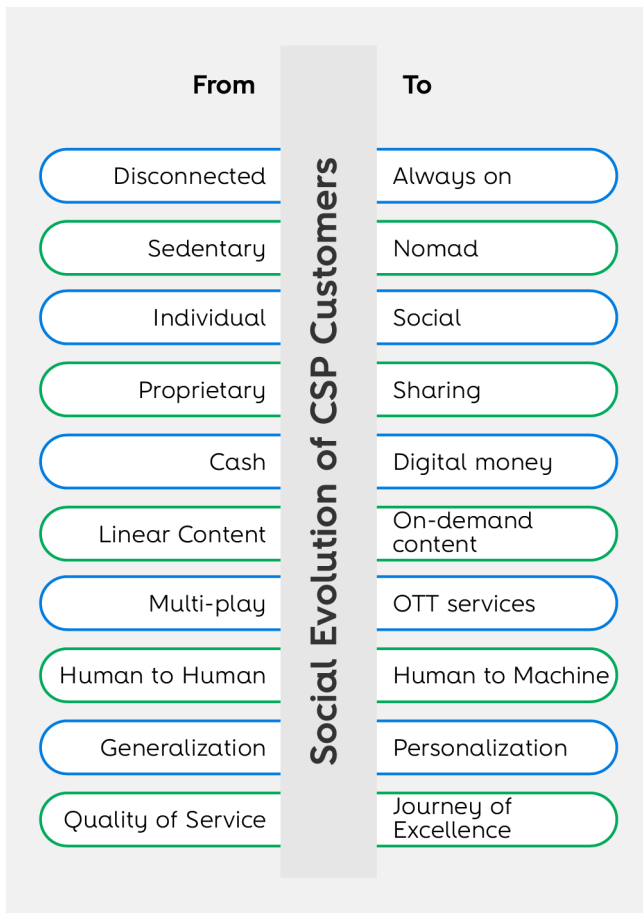 From
To
Social Evolution of CSP Customers
Disconnected
Always on
Sedentary
Nomad
Individual
Social
Proprietary
Sharing
Cash
Digital money
Linear Content
On-demand
content
Multi-play
OTT services
Human to Human
Human to Machine
Generalization
Personalization
Quality of Service
Journey of
Excellence